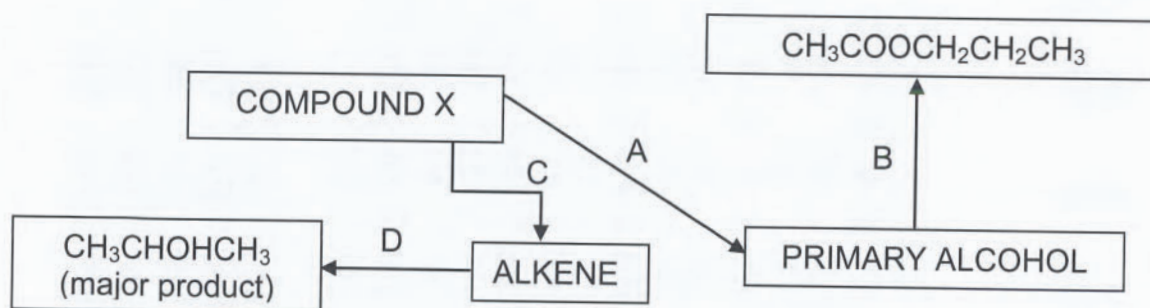 CH₃COOCH₂CH₂CH₃
COMPOUND X
A
C
B
D
CH₃CHOHCH₃
(major product)
ALKENE
PRIMARY ALCOHOL